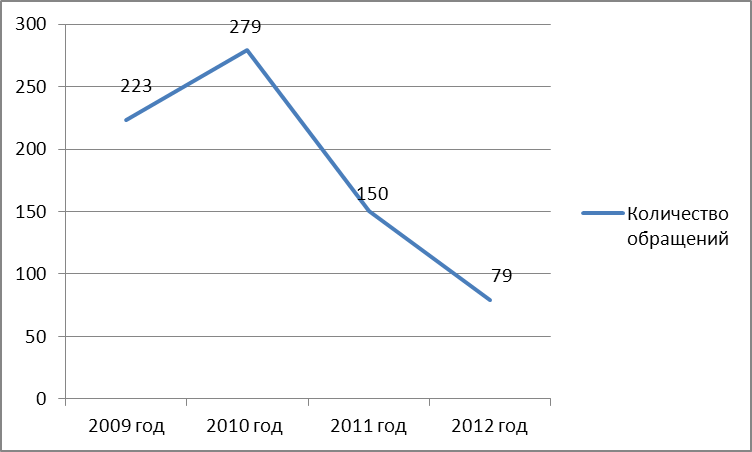 300
250
200
150
100
50
0
223
279
150
79
2009 год
2010 год
2011 год
2012 год
Количество
обращений